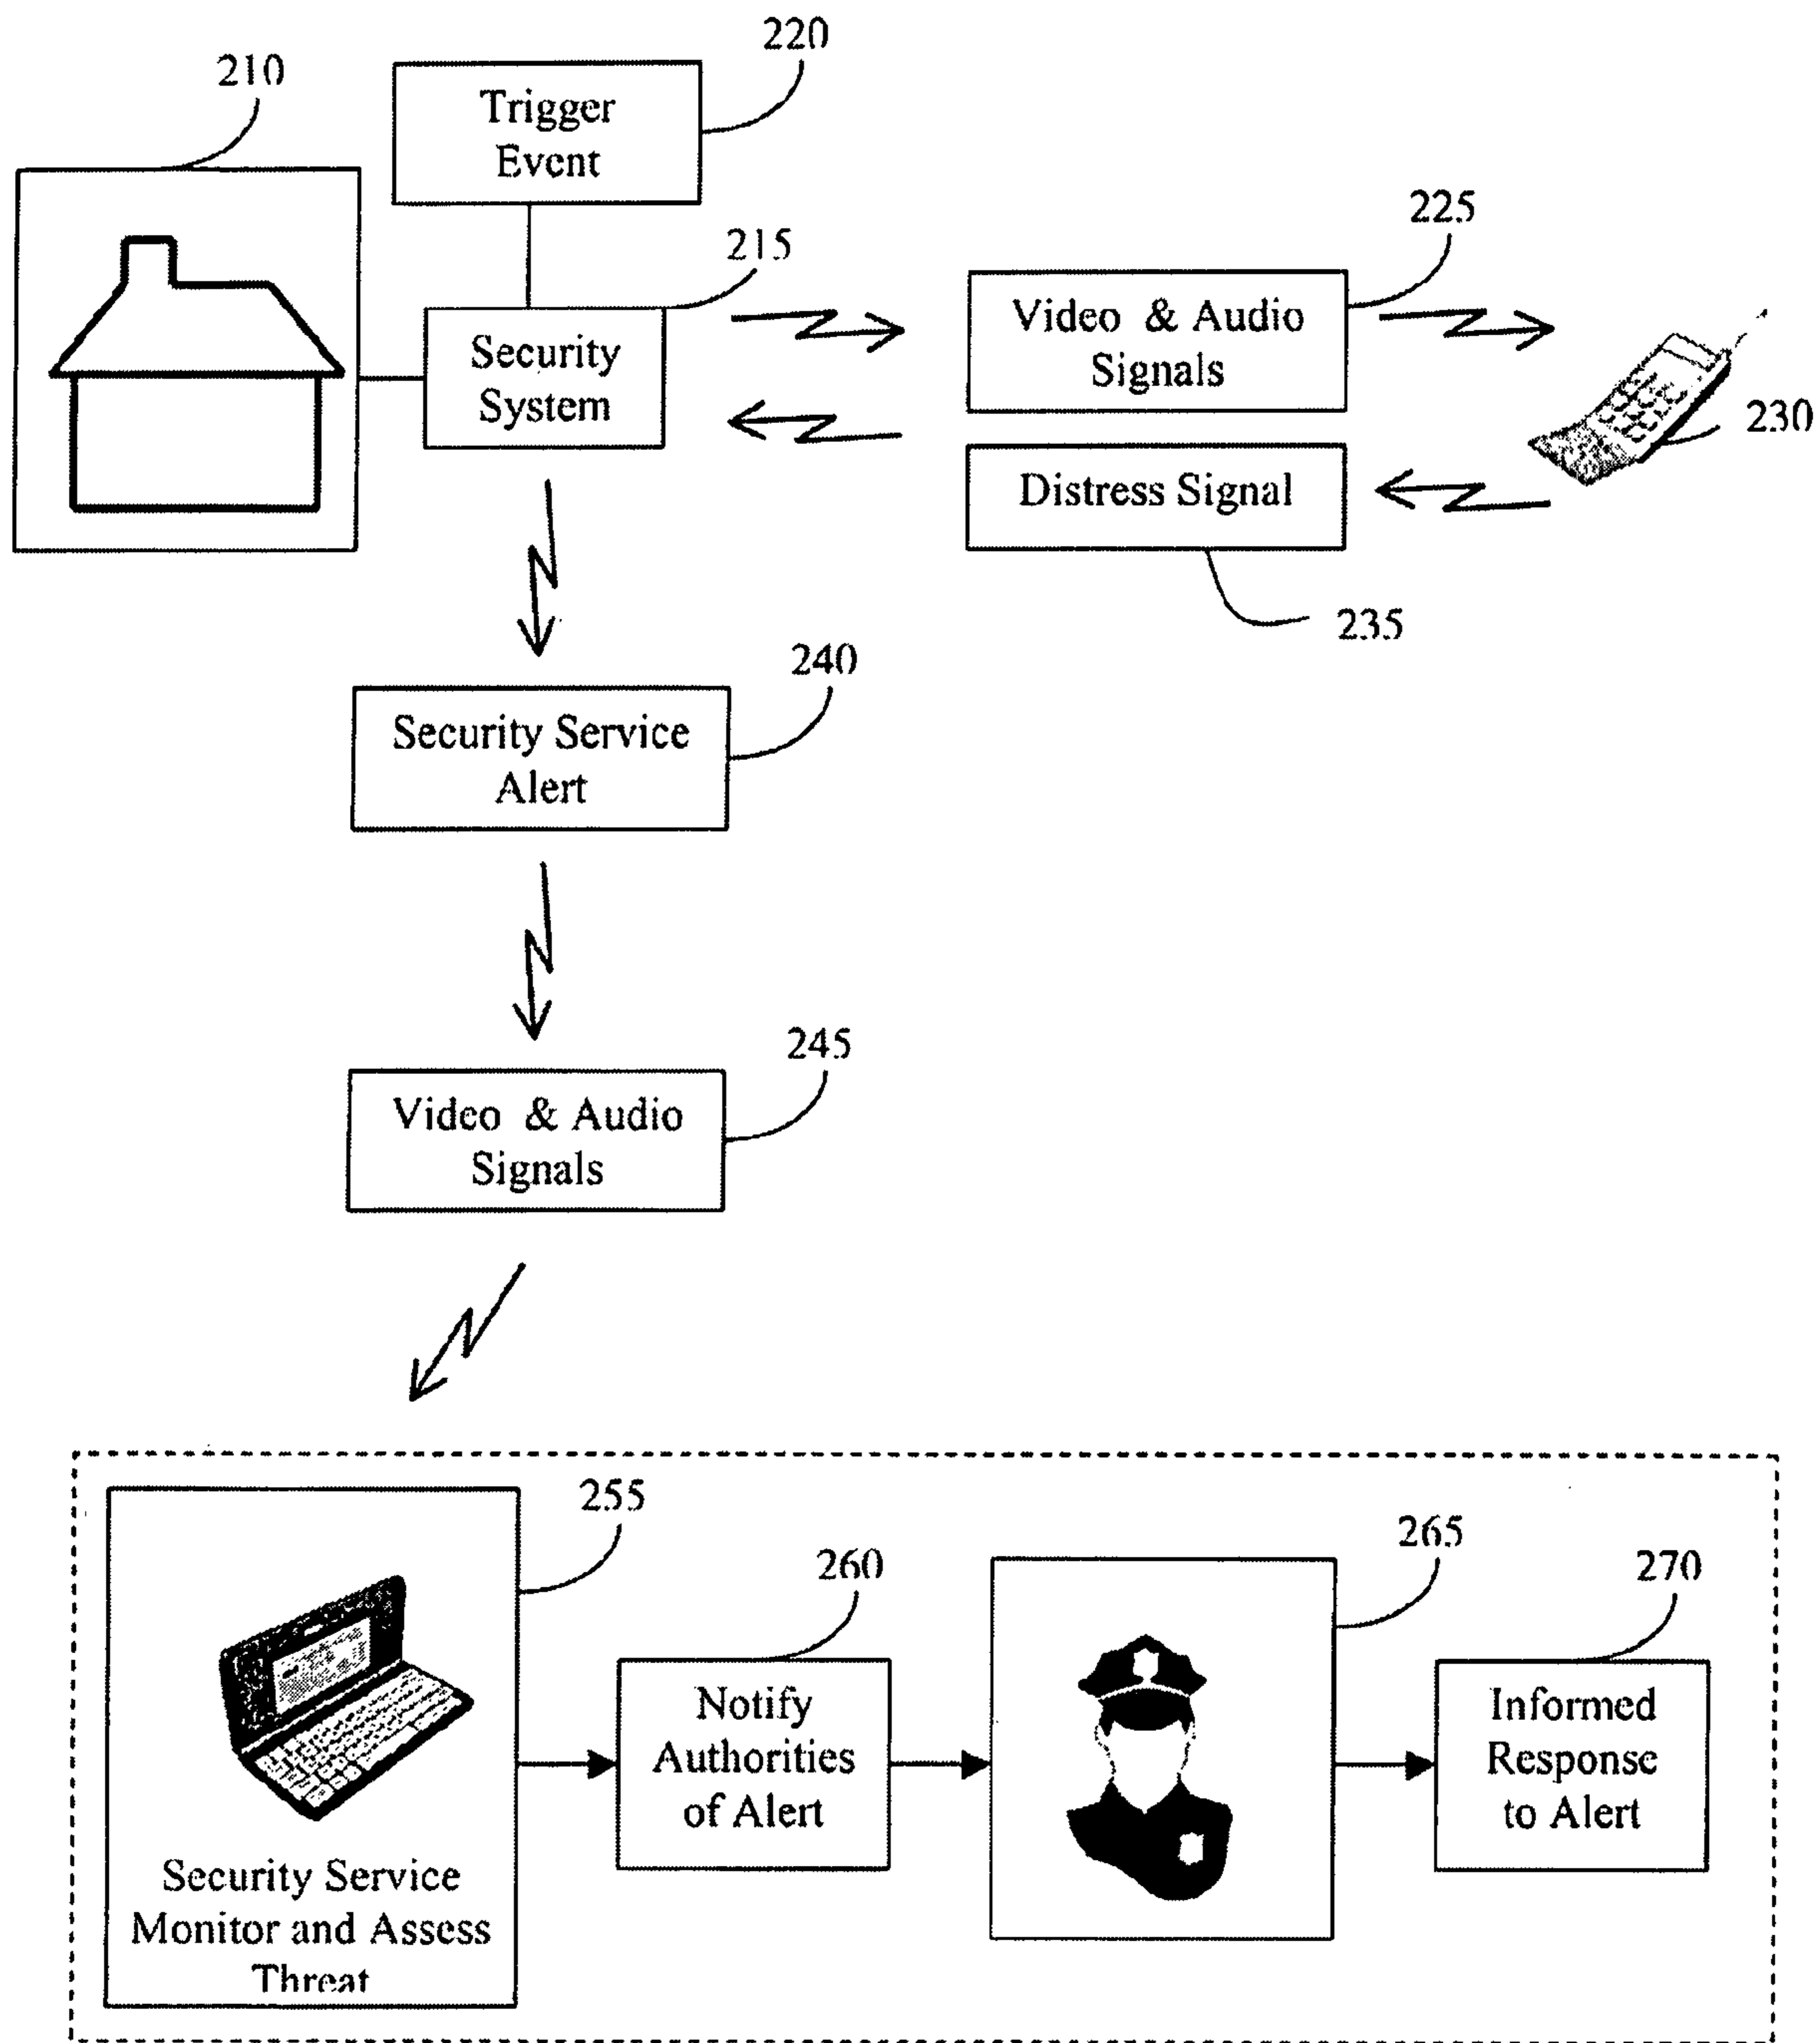 220
210
Trigger
Event
225
215
Video & Audio
Signals
Security
System
230
Distress Signal
235
240
Security Service
Alert
245
Video & Audio
Signals
255
265
260
270
Notify
Authorities
of Alert
Informed
Response
to Alert
Security Service
Monitor and Assess
Threat